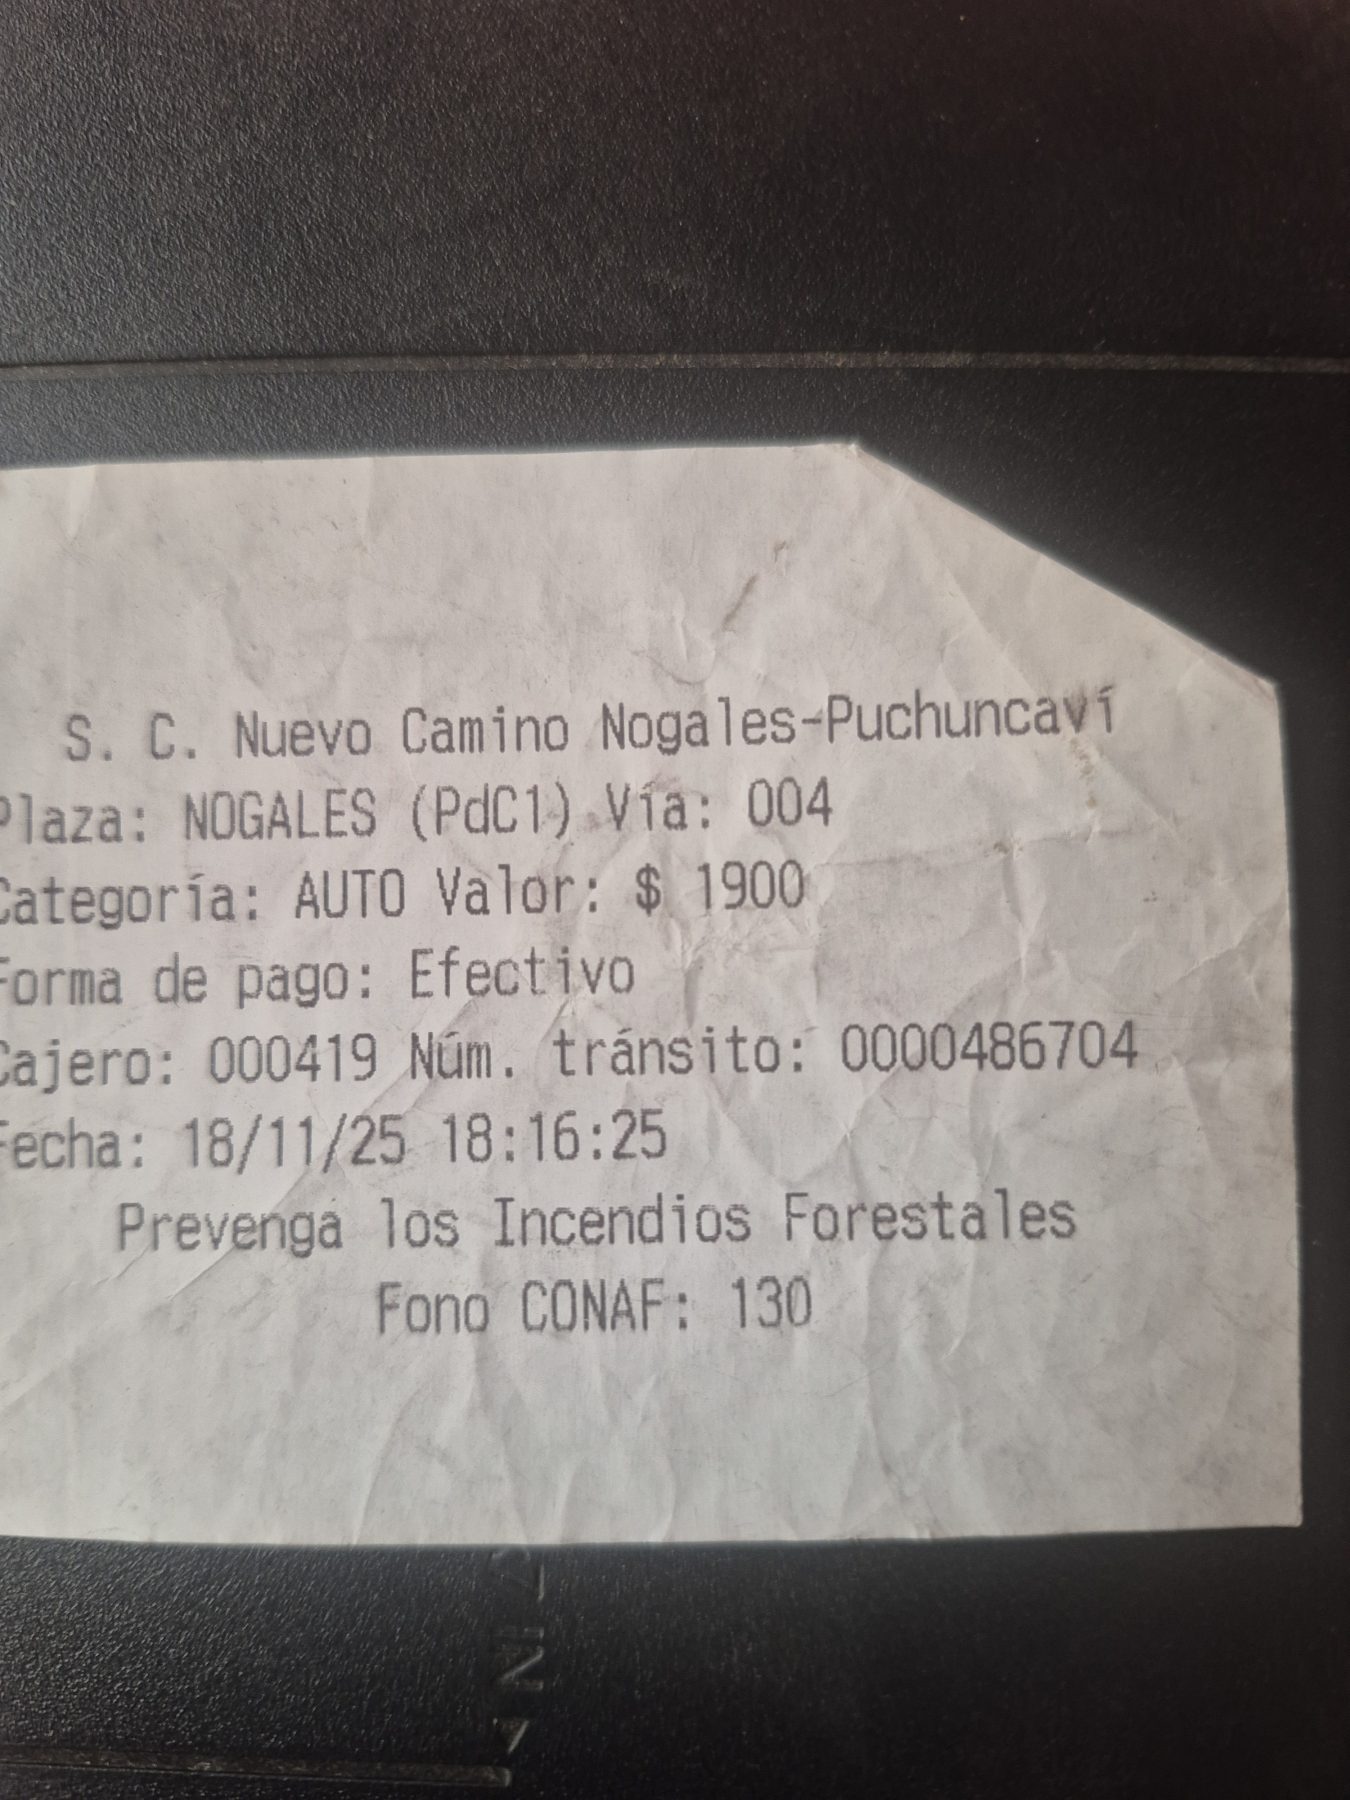 S. C. Nuevo Camino Nogales-Puchuncaví
Plaza: NOGALES (PdC1) Vía: 004
Categoría: AUTO Valor: $ 1900
Forma de pago: Efectivo
Cajero: 000419 Núm. tránsito: 0000486704
Fecha: 18/11/25 18:16:25
Prevenga los Incendios Forestales
Fono CONAF: 130